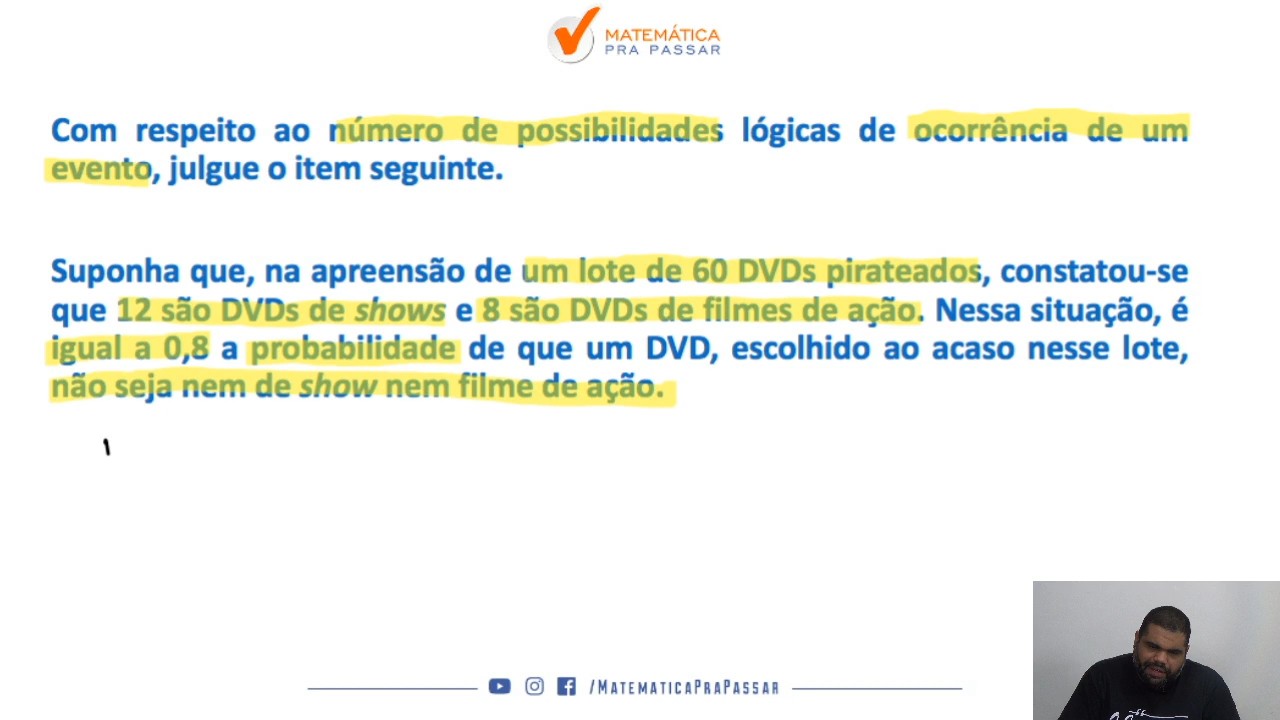 MATEMÁTICA
PRA PASSAR
Com respeito ao número de possibilidades lógicas de ocorrência de um
evento, julgue o item seguinte.
Suponha que, na apreensão de um lote de 60 DVDs pirateados, constatou-se
que 12 são DVDs de shows e 8 são DVDs de filmes de ação. Nessa situação, é
igual a 0,8 a probabilidade de que um DVD, escolhido ao acaso nesse lote,
não seja nem de show nem filme de ação.
/MATEMATICAPRAPASSAR